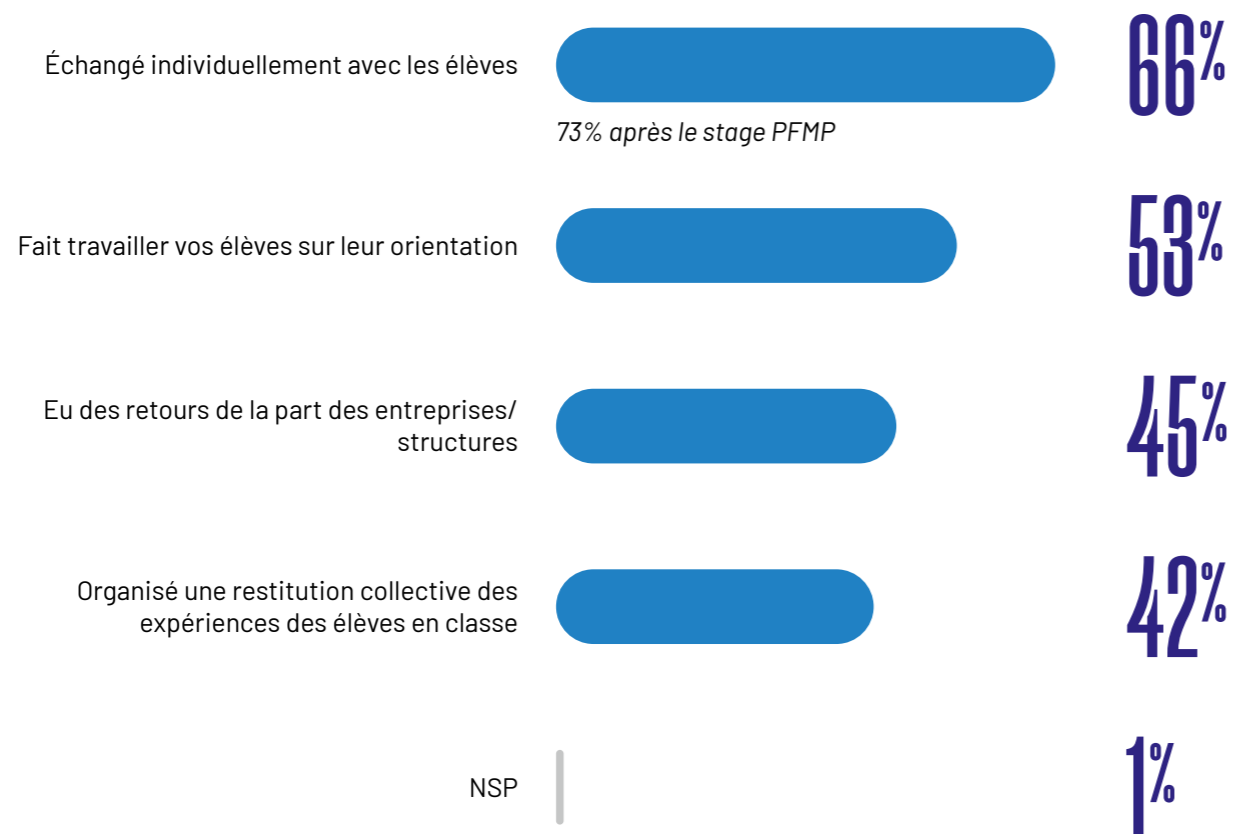 Échangé individuellement avec les élèves
66%
73% après le stage PFMP
Fait travailler vos élèves sur leur orientation
53%
Eu des retours de la part des entreprises/
structures
45%
Organisé une restitution collective des
expériences des élèves en classe
42%
NSP
1%